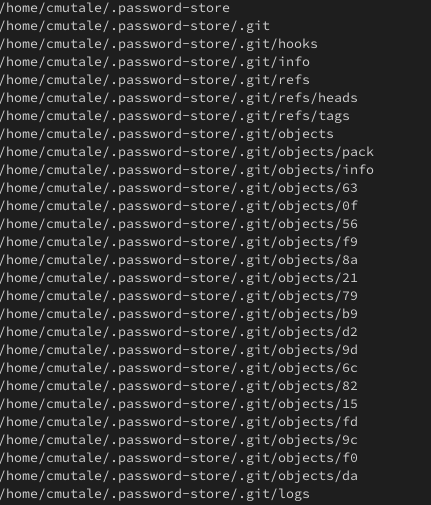 /home/cmutale/.password-store
/home/cmutale/.password-store/.git
/home/cmutale/.password-store/.git/hooks
/home/cmutale/.password-store/.git/info
/home/cmutale/.password-store/.git/refs
/home/cmutale/.password-store/.git/refs/heads
/home/cmutale/.password-store/.git/refs/tags
/home/cmutale/.password-store/.git/objects
/home/cmutale/.password-store/.git/objects/pack
/home/cmutale/.password-store/.git/objects/info
/home/cmutale/.password-store/.git/objects/63
/home/cmutale/.password-store/.git/objects/0f
/home/cmutale/.password-store/.git/objects/56
/home/cmutale/.password-store/.git/objects/f9
/home/cmutale/.password-store/.git/objects/8a
/home/cmutale/.password-store/.git/objects/21
/home/cmutale/.password-store/.git/objects/79
/home/cmutale/.password-store/.git/objects/b9
/home/cmutale/.password-store/.git/objects/d2
/home/cmutale/.password-store/.git/objects/9d
/home/cmutale/.password-store/.git/objects/6c
/home/cmutale/.password-store/.git/objects/82
/home/cmutale/.password-store/.git/objects/15
/home/cmutale/.password-store/.git/objects/fd
/home/cmutale/.password-store/.git/objects/9c
/home/cmutale/.password-store/.git/objects/f0
/home/cmutale/.password-store/.git/objects/da
/home/cmutale/.password-store/.git/logs